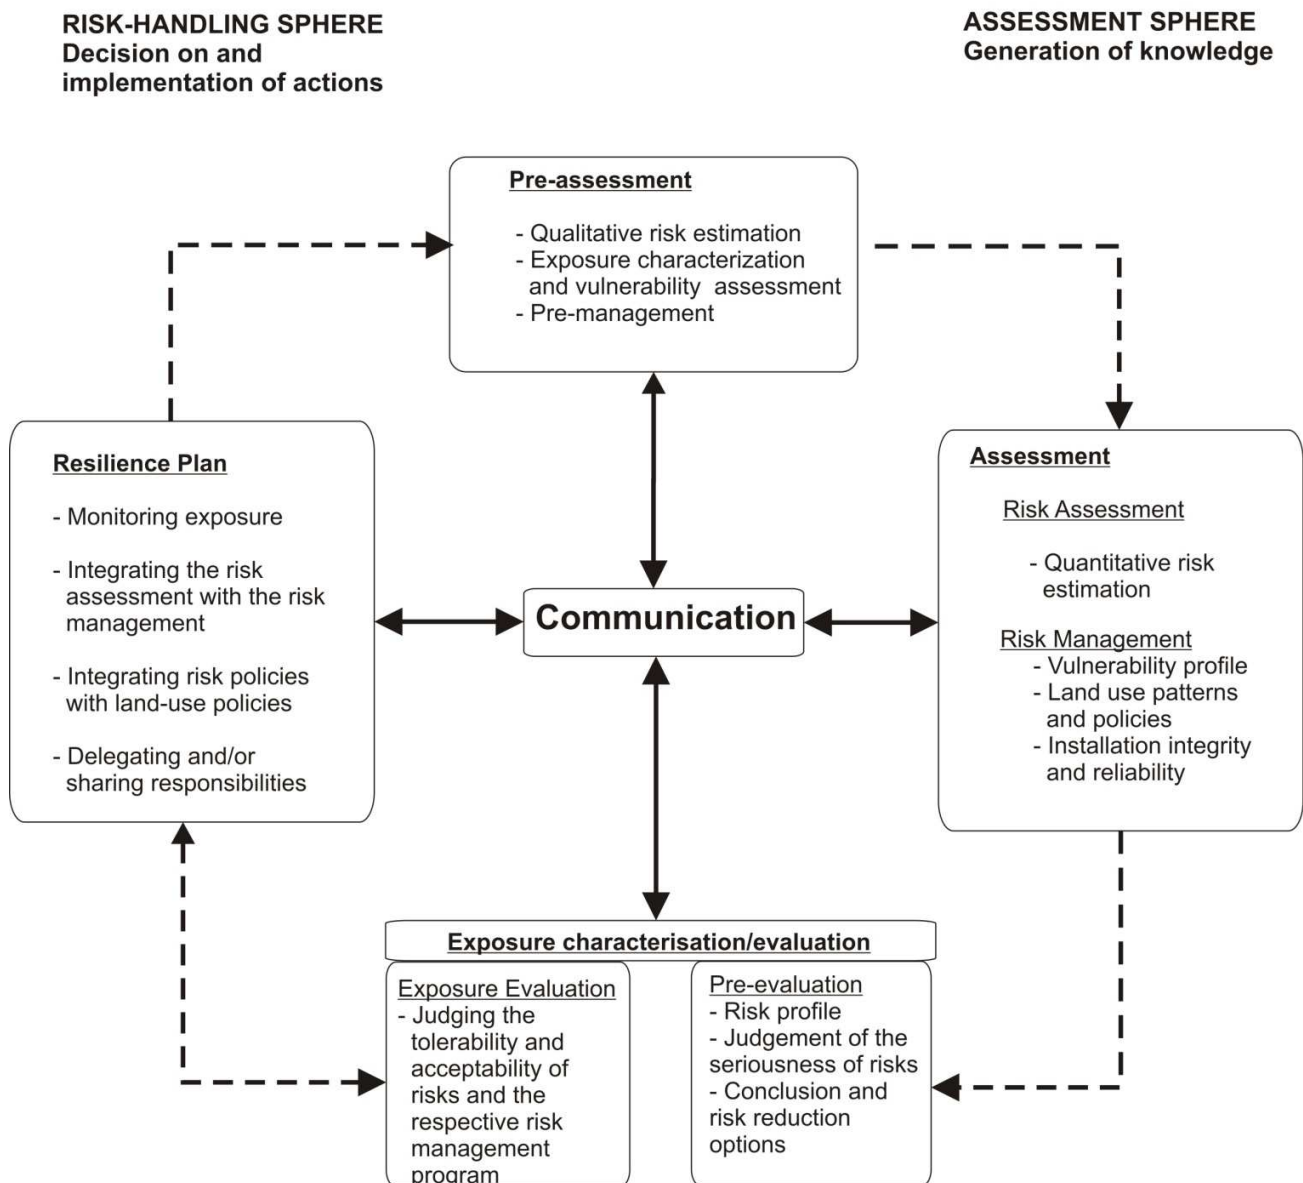 RISK-HANDLING SPHERE
Decision on and
implementation of actions
ASSESSMENT SPHERE
Generation of knowledge
Pre-assessment
- Qualitative risk estimation
- Exposure characterization
and vulnerability assessment
- Pre-management
Resilience Plan
- Monitoring exposure
- Integrating the risk
assessment with the risk
management
- Integrating risk policies
with land-use policies
- Delegating and/or
sharing responsibilities
Communication
Assessment
Risk Assessment
- Quantitative risk
estimation
Risk Management
- Vulnerability profile
- Land use patterns
and policies
- Installation integrity
and reliability
Exposure characterisation/evaluation
Exposure Evaluation
- Judging the
tolerability and
acceptability of
risks and the
respective risk
management
program
Pre-evaluation
- Risk profile
- Judgement of the
seriousness of risks
- Conclusion and
risk reduction
options